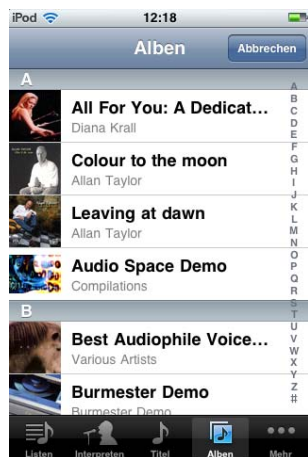 iPod 12:18
Alben Abbrechen
A
All For You: A Dedicat...
Diana Krall
Colour to the moon
Allan Taylor
Leaving at dawn
Allan Taylor
Audio Space Demo
Compilations
B
Best Audiophile Voice...
Various Artists
Burmester Demo
Burmester Demo
A
B
C
D
E
F
G
H
I
J
K
L
M
N
O
P
Q
R
S
T
U
V
W
X
Y
Z
#
Listen Interpreten Titel Alben Mehr